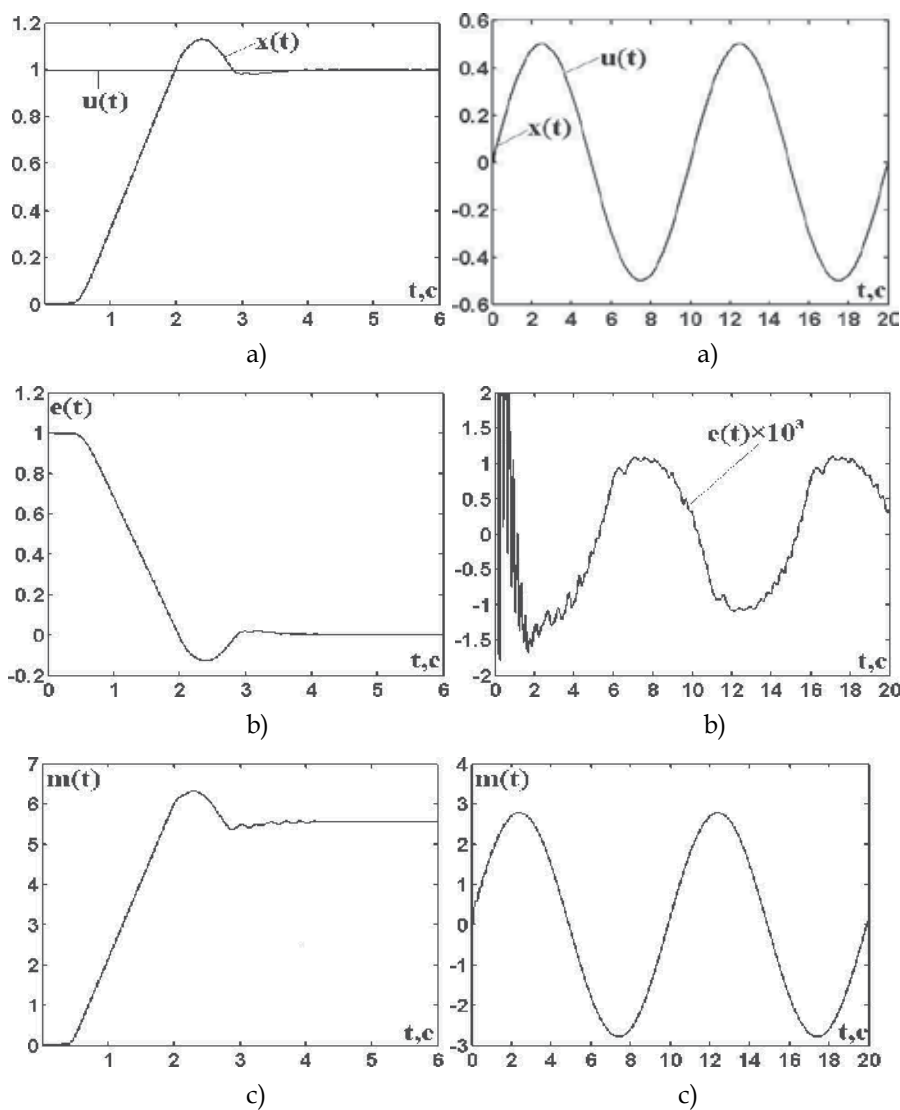 1.2
x(t)
1
u(t)
0.8
0.6
0.4
0.2
0
t,c
1 2 3 4 5 6
a)
0.6
0.4
u(t)
0.2
x(t)
0
-0.2
-0.4
t,c
-0.6
0 2 4 6 8 10 12 14 16 18 20
a)
1.2
e(t)
1
0.8
0.6
0.4
0.2
0
-0.2
t,c
0 1 2 3 4 5 6
b)
2
1.5
e(t)×10³
1
0.5
0
-0.5
-1
-1.5
t,c
-2
0 2 4 6 8 10 12 14 16 18 20
b)
7
m(t)
6
5
4
3
2
1
t,c
0
1 2 3 4 5 6
c)
4
m(t)
3
2
1
0
-1
-2
t,c
-3
0 2 4 6 8 10 12 14 16 18 20
c)